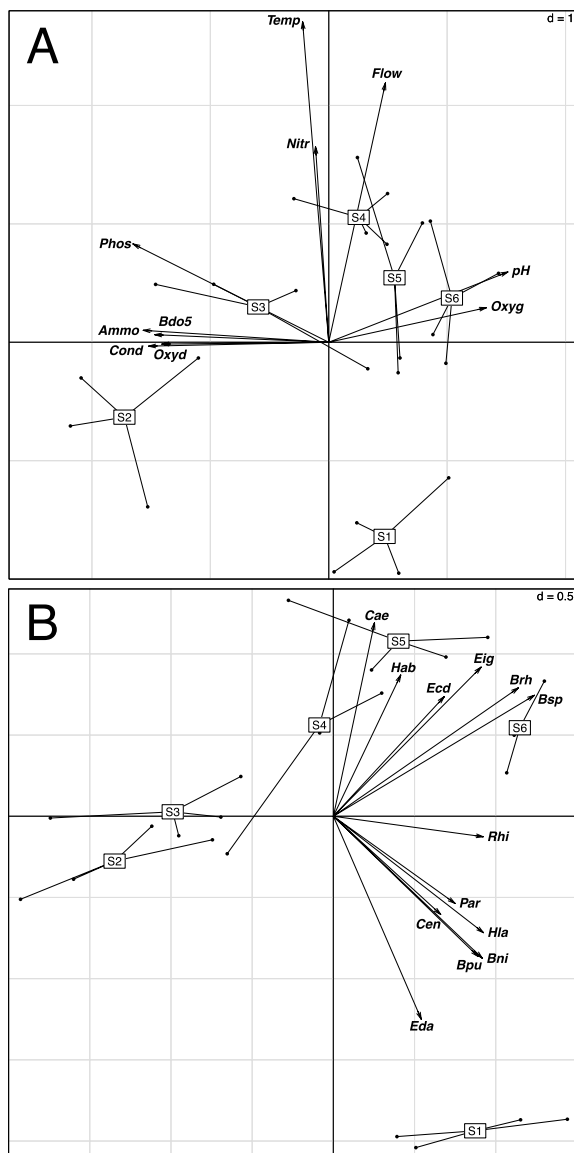 A
d = 1
Temp
Flow
Nitr
S4
Phos
S5
pH
S6
S3
Oxyg
Bdo5
Ammo
Cond
Oxyd
S2
S1
B
d = 0.5
Cae
S5
Eig
Hab
Brh
Ecd
Bsp
S4
S6
S3
Rhi
S2
Par
Cen
Hla
Bni
Bpu
Eda
S1